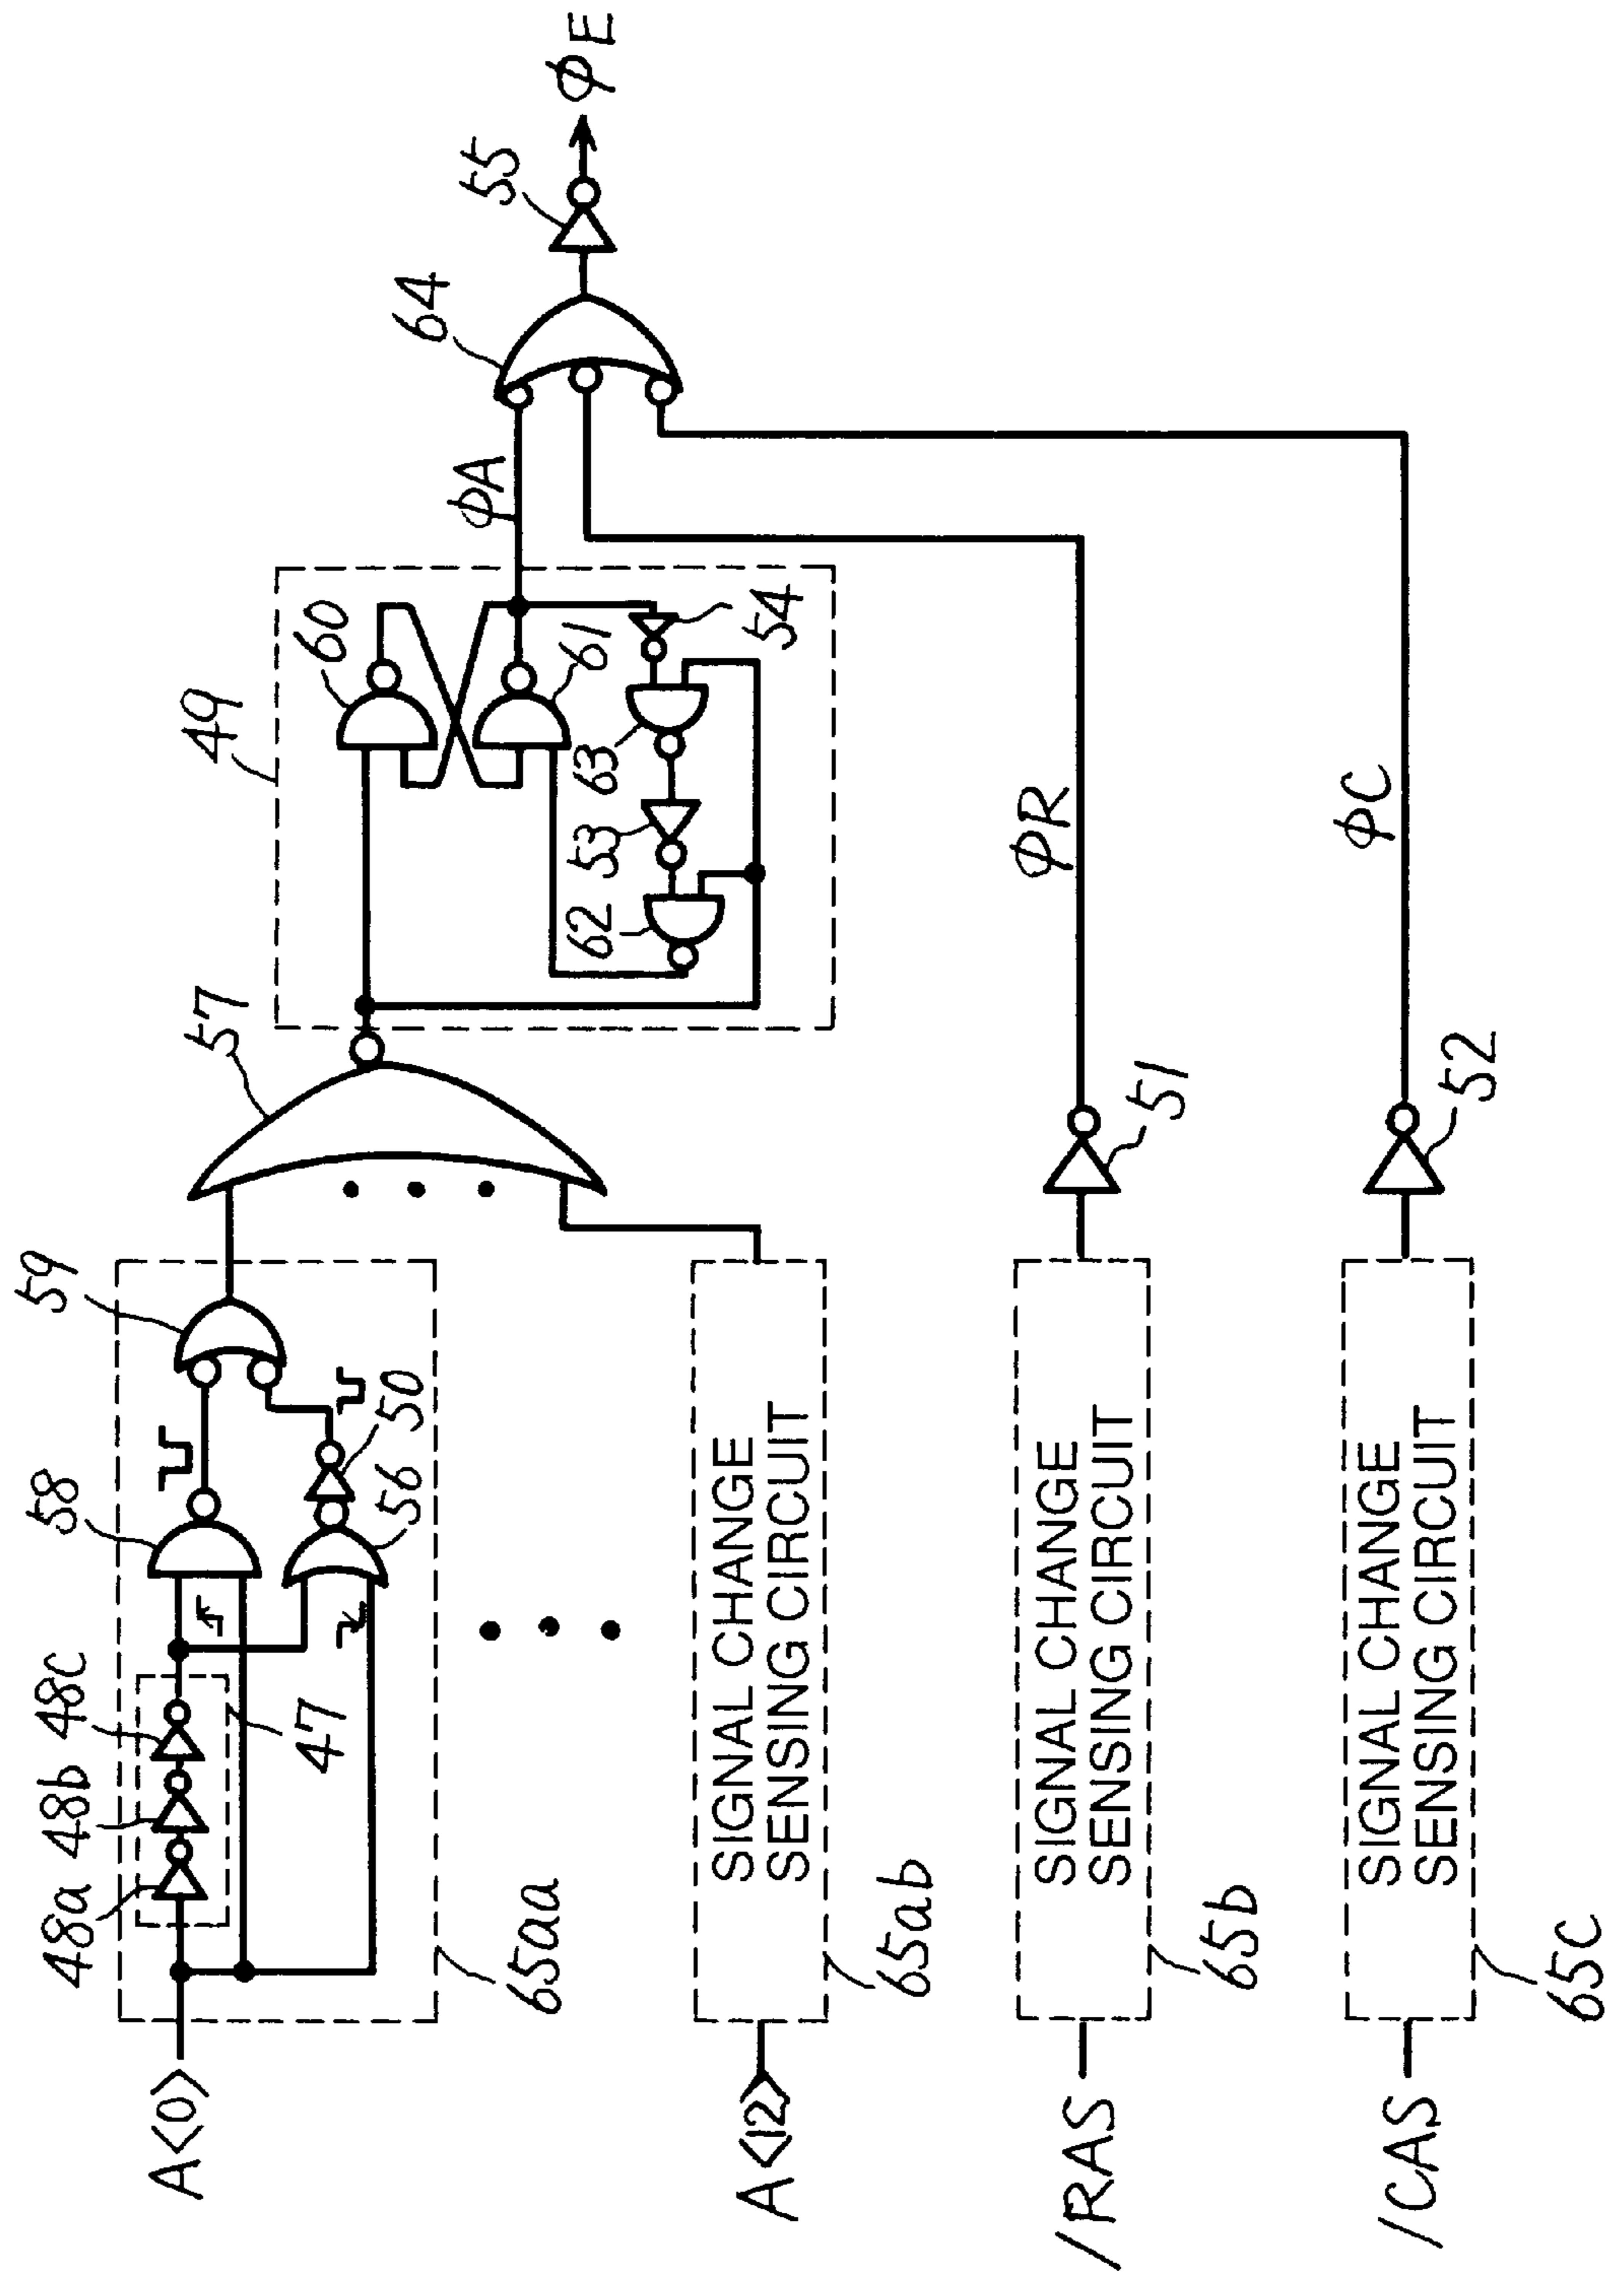 A<0>
48a
48b
48c
47
58
56
50
59
65aa
57
49
60
61
62
53
63
54
φA
64
55
φE
A<12>
SIGNAL CHANGE
SENSING CIRCUIT
65ab
/RAS
SIGNAL CHANGE
SENSING CIRCUIT
65b
51
φR
/CAS
SIGNAL CHANGE
SENSING CIRCUIT
65c
52
φC